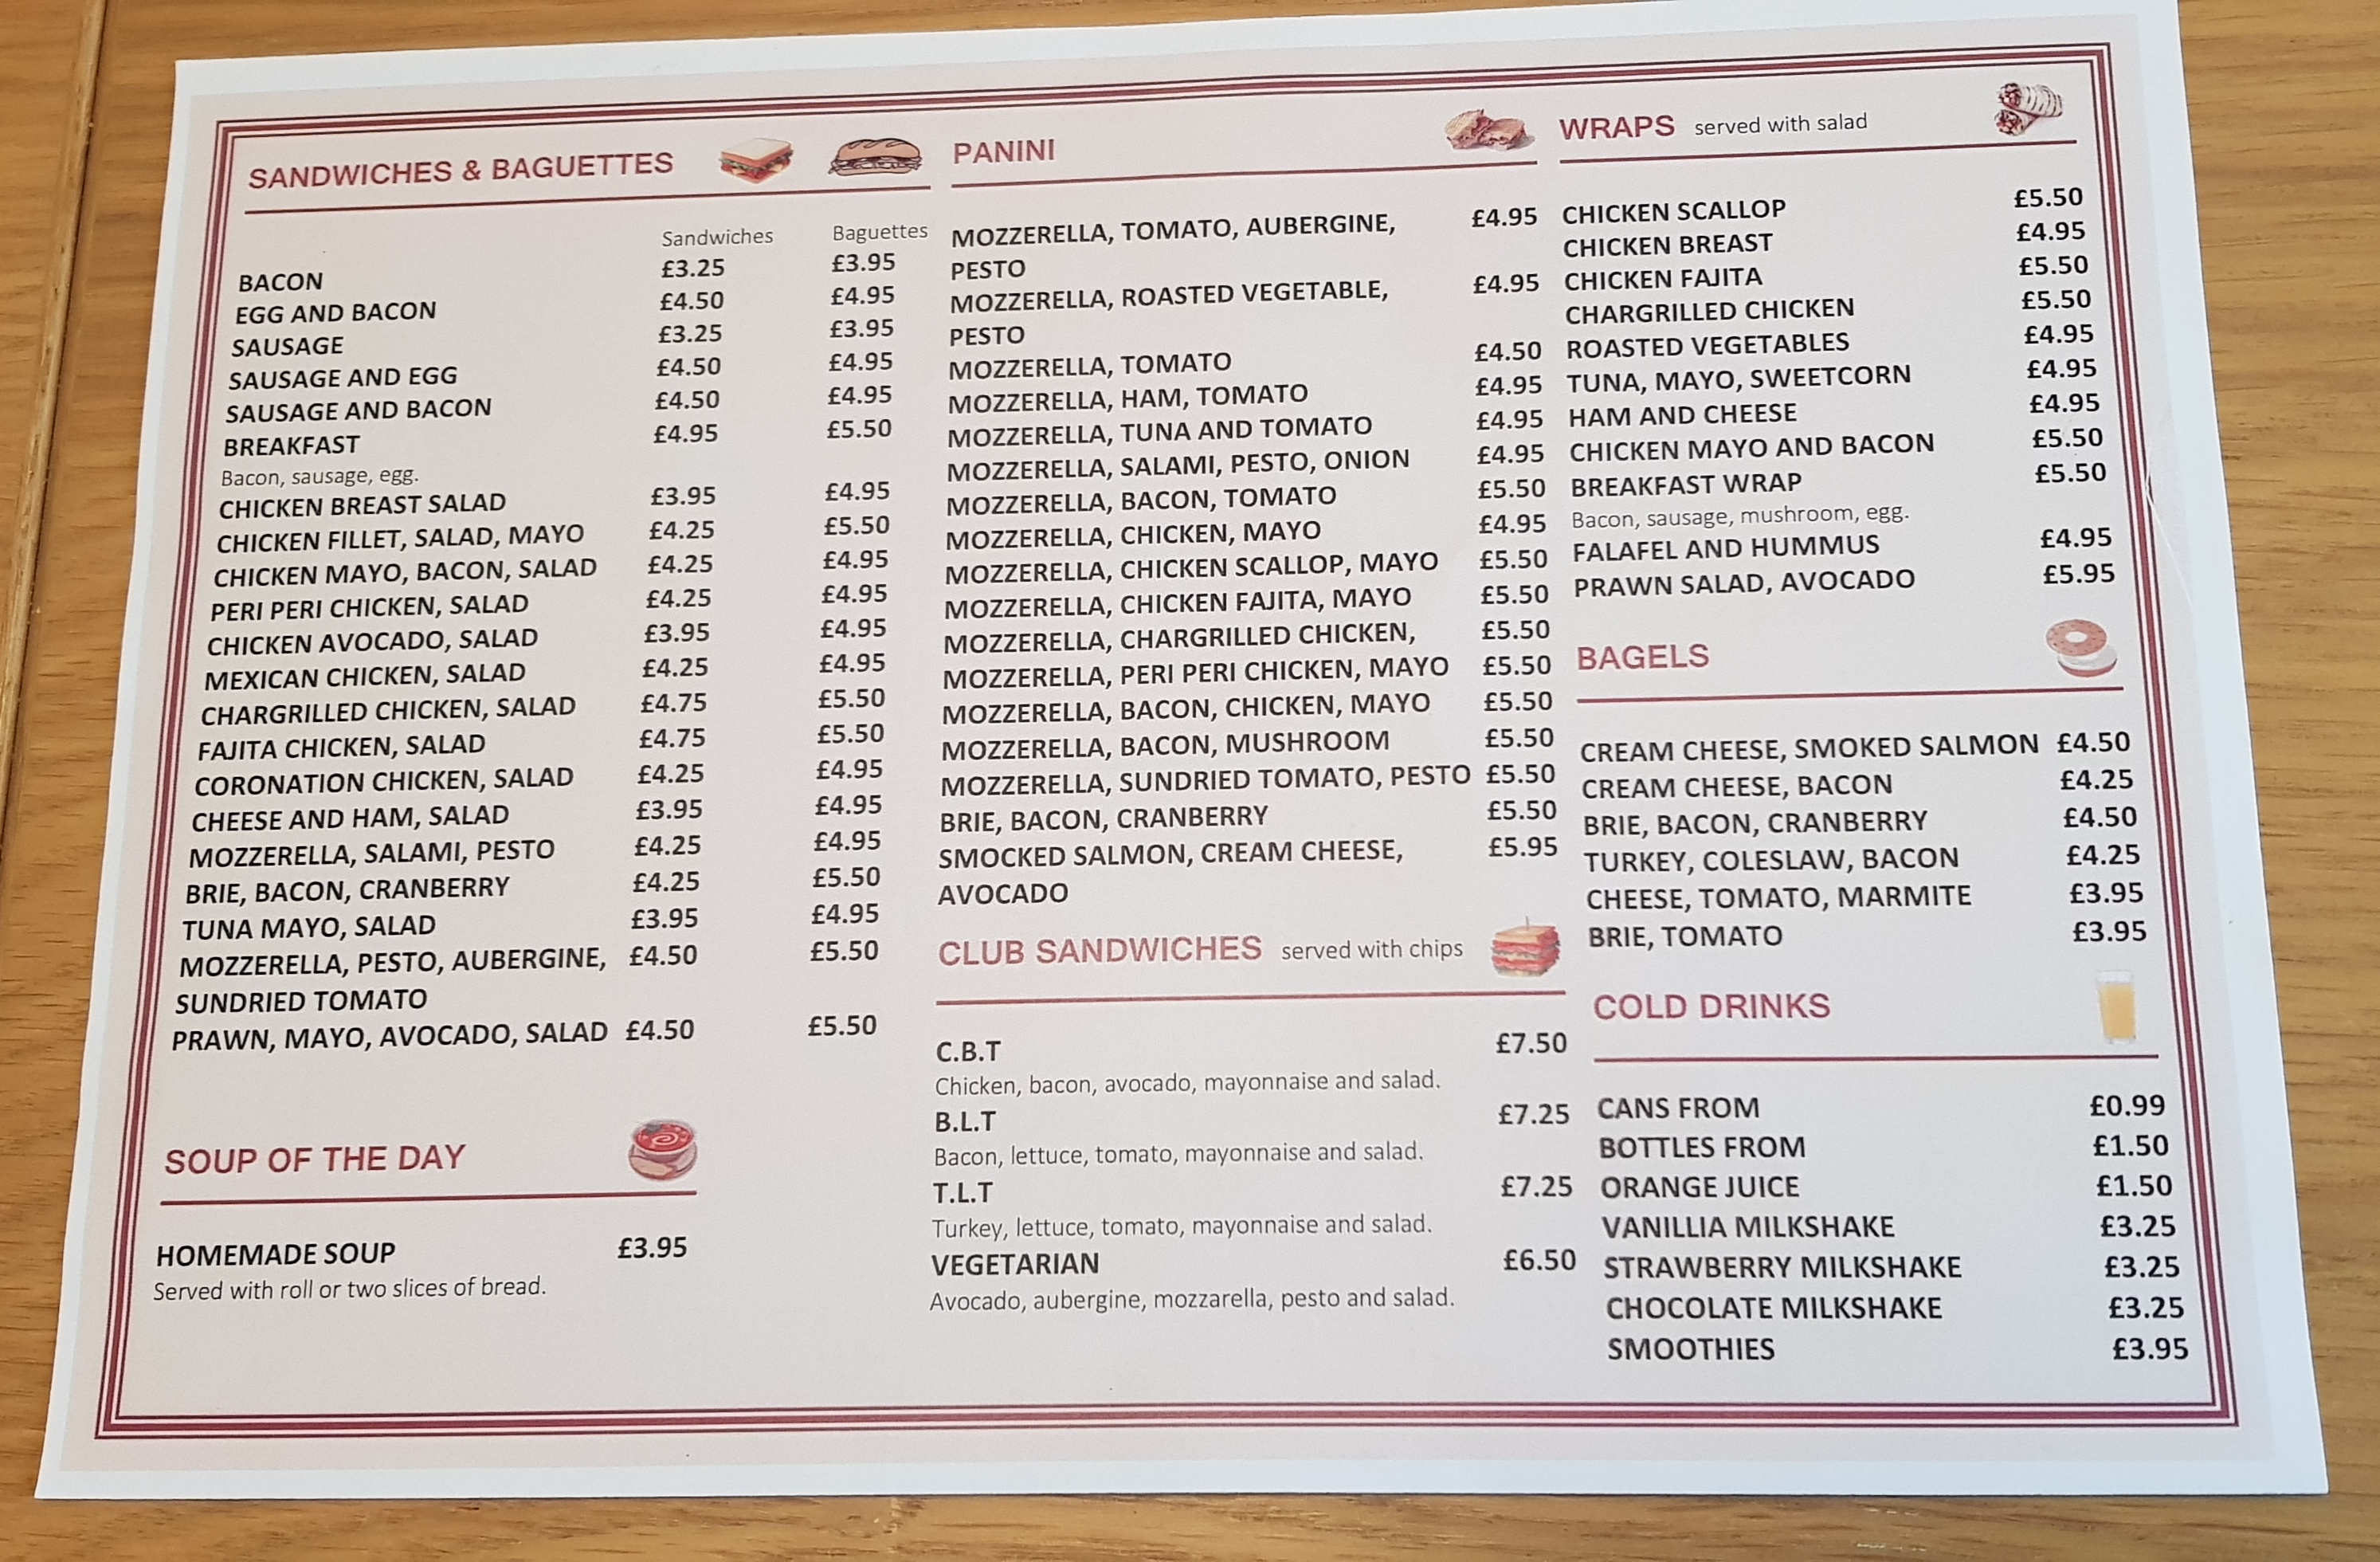 SANDWICHES & BAGUETTES
Sandwiches Baguettes
BACON £3.25 £3.95
EGG AND BACON £4.50 £4.95
SAUSAGE £3.25 £3.95
SAUSAGE AND EGG £4.50 £4.95
SAUSAGE AND BACON £4.50 £4.95
BREAKFAST £4.95 £5.50
Bacon, sausage, egg.
CHICKEN BREAST SALAD £3.95 £4.95
CHICKEN FILLET, SALAD, MAYO £4.25 £5.50
CHICKEN MAYO, BACON, SALAD £4.25 £4.95
PERI PERI CHICKEN, SALAD £4.25 £4.95
CHICKEN AVOCADO, SALAD £3.95 £4.95
MEXICAN CHICKEN, SALAD £4.25 £4.95
CHARGRILLED CHICKEN, SALAD £4.75 £5.50
FAJITA CHICKEN, SALAD £4.75 £5.50
CORONATION CHICKEN, SALAD £4.25 £4.95
CHEESE AND HAM, SALAD £3.95 £4.95
MOZZERELLA, SALAMI, PESTO £4.25 £4.95
BRIE, BACON, CRANBERRY £4.25 £5.50
TUNA MAYO, SALAD £3.95 £4.95
MOZZERELLA, PESTO, AUBERGINE, £4.50 £5.50
SUNDRIED TOMATO
PRAWN, MAYO, AVOCADO, SALAD £4.50 £5.50
SOUP OF THE DAY
HOMEMADE SOUP £3.95
Served with roll or two slices of bread.
PANINI
MOZZERELLA, TOMATO, AUBERGINE, £4.95
PESTO
MOZZERELLA, ROASTED VEGETABLE, £4.95
PESTO
MOZZERELLA, TOMATO £4.50
MOZZERELLA, HAM, TOMATO £4.95
MOZZERELLA, TUNA AND TOMATO £4.95
MOZZERELLA, SALAMI, PESTO, ONION £4.95
MOZZERELLA, BACON, TOMATO £5.50
MOZZERELLA, CHICKEN, MAYO £4.95
MOZZERELLA, CHICKEN SCALLOP, MAYO £5.50
MOZZERELLA, CHICKEN FAJITA, MAYO £5.50
MOZZERELLA, CHARGRILLED CHICKEN, £5.50
MOZZERELLA, PERI PERI CHICKEN, MAYO £5.50
MOZZERELLA, BACON, CHICKEN, MAYO £5.50
MOZZERELLA, BACON, MUSHROOM £5.50
MOZZERELLA, SUNDRIED TOMATO, PESTO £5.50
BRIE, BACON, CRANBERRY £5.50
SMOCKED SALMON, CREAM CHEESE, £5.95
AVOCADO
CLUB SANDWICHES served with chips
C.B.T £7.50
Chicken, bacon, avocado, mayonnaise and salad.
B.L.T £7.25
Bacon, lettuce, tomato, mayonnaise and salad.
T.L.T £7.25
Turkey, lettuce, tomato, mayonnaise and salad.
VEGETARIAN £6.50
Avocado, aubergine, mozzarella, pesto and salad.
WRAPS served with salad
CHICKEN SCALLOP £5.50
CHICKEN BREAST £4.95
CHICKEN FAJITA £5.50
CHARGRILLED CHICKEN £5.50
ROASTED VEGETABLES £4.95
TUNA, MAYO, SWEETCORN £4.95
HAM AND CHEESE £4.95
CHICKEN MAYO AND BACON £5.50
BREAKFAST WRAP £5.50
Bacon, sausage, mushroom, egg.
FALAFEL AND HUMMUS £4.95
PRAWN SALAD, AVOCADO £5.95
BAGELS
CREAM CHEESE, SMOKED SALMON £4.50
CREAM CHEESE, BACON £4.25
BRIE, BACON, CRANBERRY £4.50
TURKEY, COLESLAW, BACON £4.25
CHEESE, TOMATO, MARMITE £3.95
BRIE, TOMATO £3.95
COLD DRINKS
CANS FROM £0.99
BOTTLES FROM £1.50
ORANGE JUICE £1.50
VANILLIA MILKSHAKE £3.25
STRAWBERRY MILKSHAKE £3.25
CHOCOLATE MILKSHAKE £3.25
SMOOTHIES £3.95